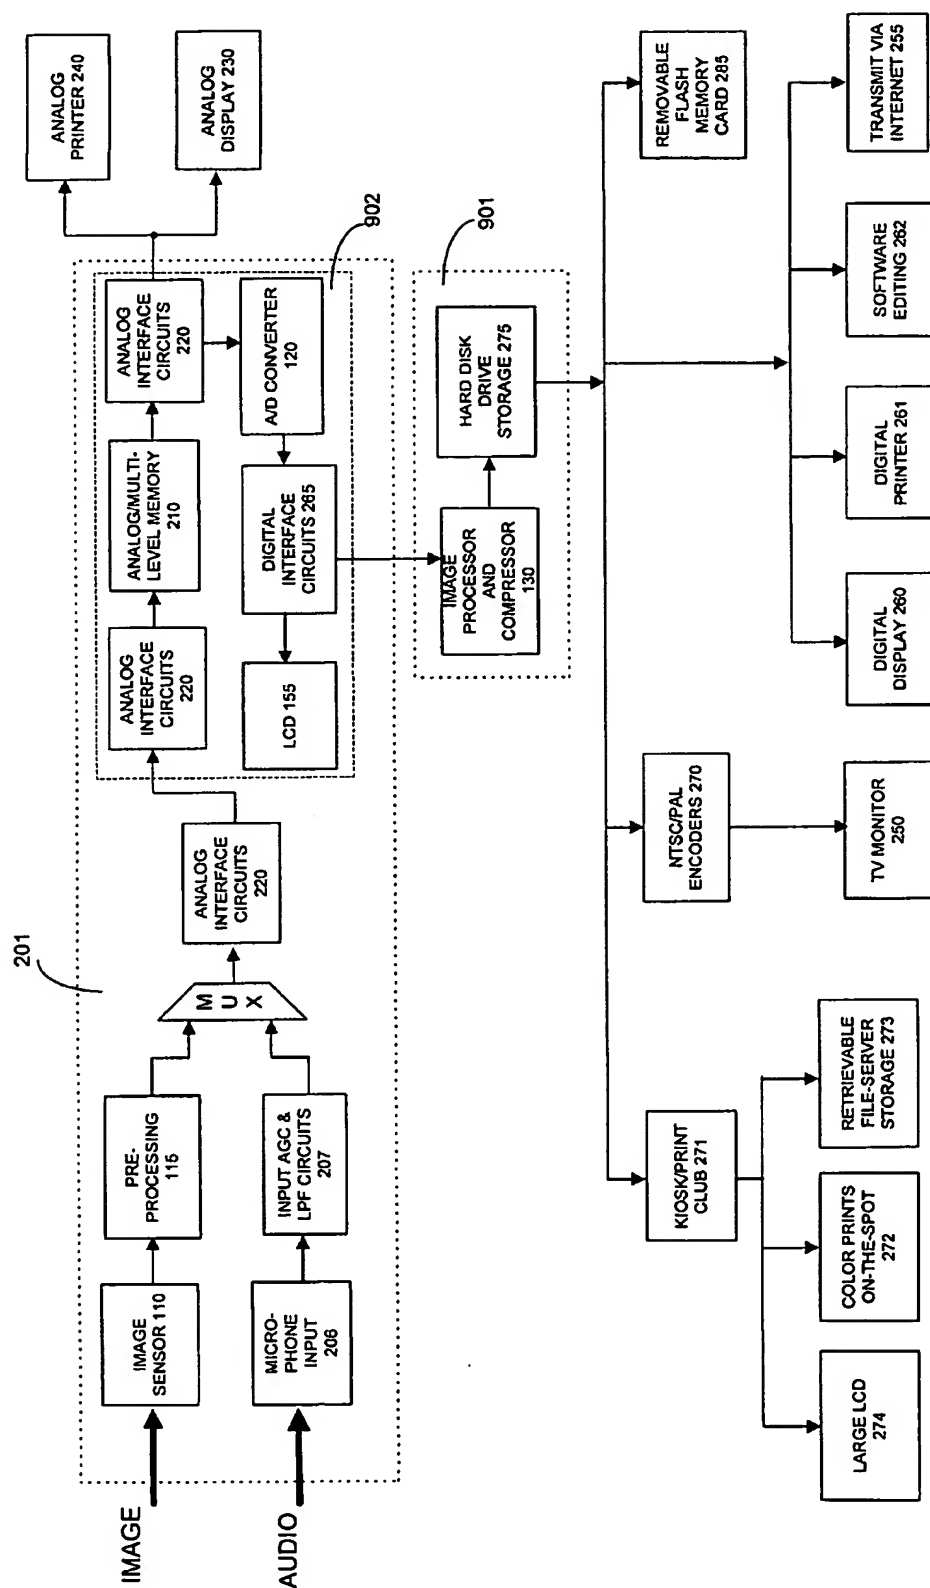 IMAGE
AUDIO
IMAGE
SENSOR 110
PRE-
PROCESSING
115
MICRO-
PHONE
INPUT
206
INPUT AGC &
LPF CIRCUITS
207
M
U
X
201
ANALOG
INTERFACE
CIRCUITS
220
ANALOG
INTERFACE
CIRCUITS
220
ANALOG/MULTI-
LEVEL MEMORY
210
ANALOG
INTERFACE
CIRCUITS
220
ANALOG
PRINTER 240
ANALOG
DISPLAY 230
LCD 155
DIGITAL
INTERFACE
CIRCUITS 265
A/D CONVERTER
120
902
IMAGE
PROCESSOR
AND
COMPRESSOR
130
HARD DISK
DRIVE
STORAGE 275
901
KIOSK/PRINT
CLUB 271
NTSC/PAL
ENCODERS 270
REMOVABLE
FLASH
MEMORY
CARD 285
LARGE LCD
274
COLOR PRINTS
ON-THE-SPOT
272
RETRIEVABLE
FILE-SERVER
STORAGE 273
TV MONITOR
250
DIGITAL
DISPLAY 260
DIGITAL
PRINTER 261
SOFTWARE
EDITING 262
TRANSMIT VIA
INTERNET 255